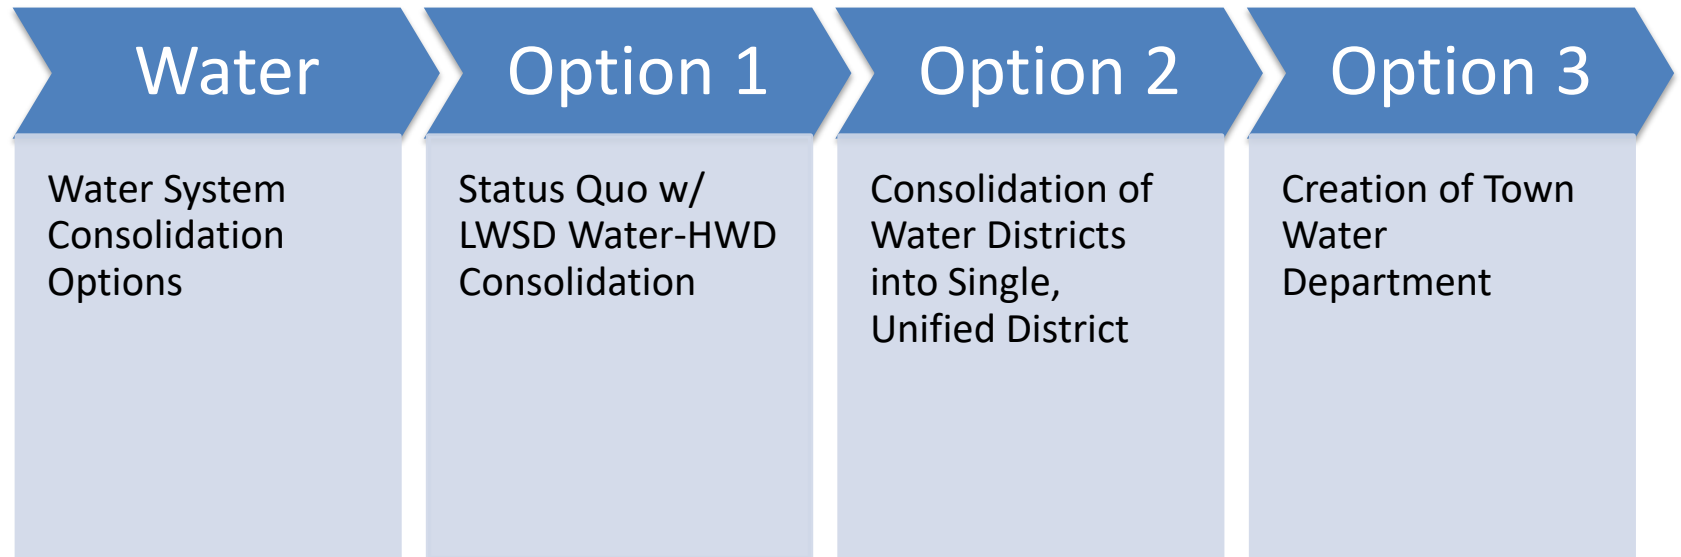 Water
Option 1
Option 2
Option 3
Water System
Consolidation
Options
Status Quo w/
LWSD Water-HWD
Consolidation
Consolidation of
Water Districts
into Single,
Unified District
Creation of Town
Water
Department